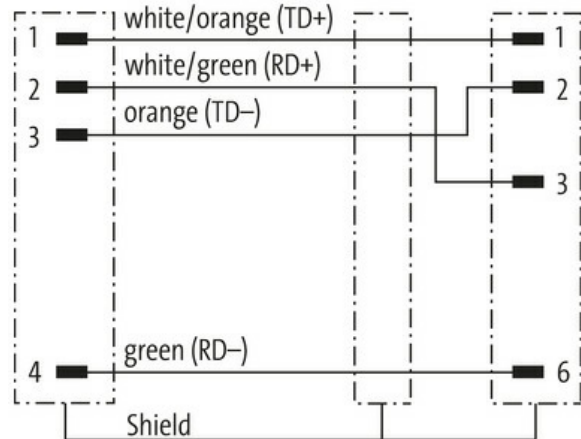 1 white/orange (TD+) 1
2 white/green (RD+) 2
3 orange (TD–)
3
4 green (RD–) 6
Shield